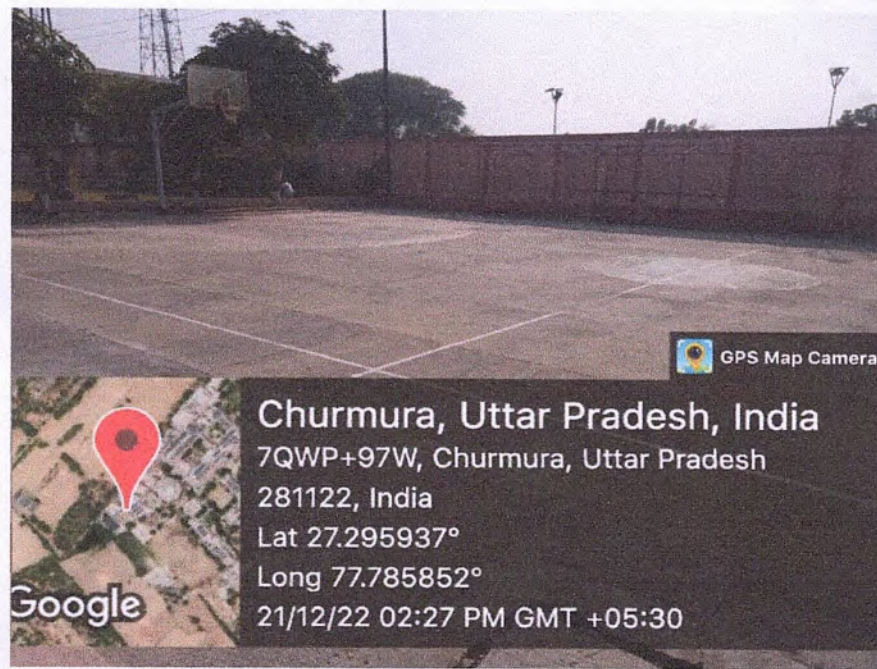 GPS Map Camera
Churmura, Uttar Pradesh, India
7QWP+97W, Churmura, Uttar Pradesh
281122, India
Lat 27.295937°
Long 77.785852°
21/12/22 02:27 PM GMT +05:30
Google